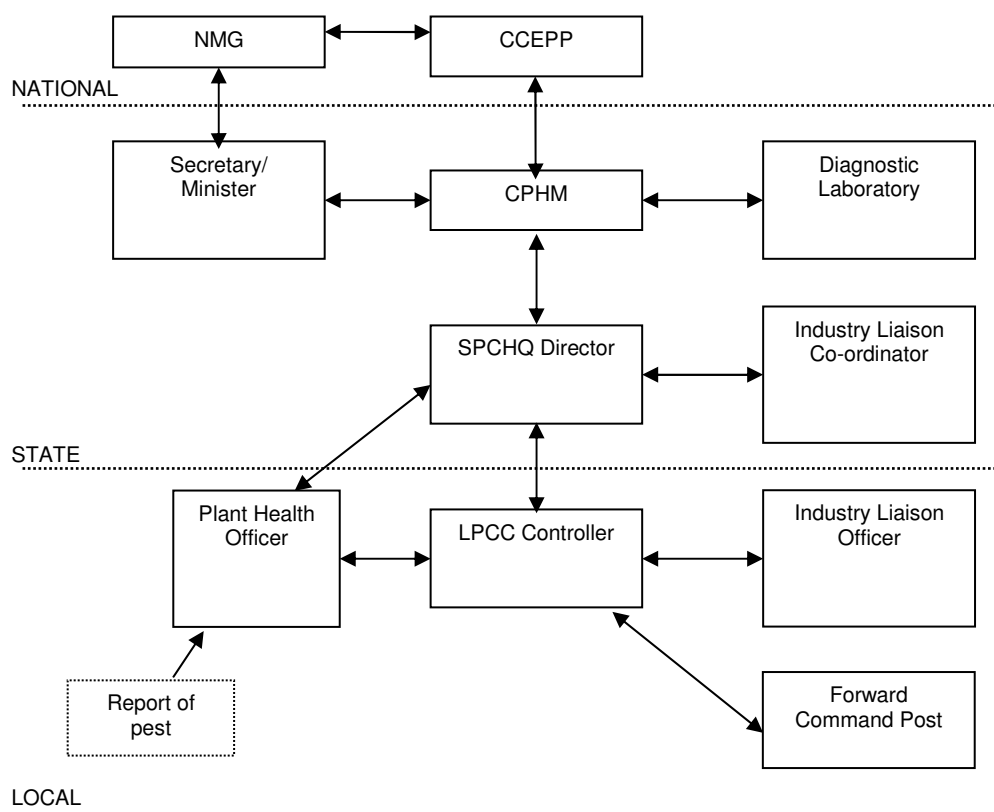 NMG
CCEPP
NATIONAL
Secretary/
Minister
CPHM
Diagnostic
Laboratory
SPCHQ Director
Industry Liaison
Co-ordinator
STATE
Plant Health
Officer
LPCC Controller
Industry Liaison
Officer
Report of
pest
Forward
Command Post
LOCAL